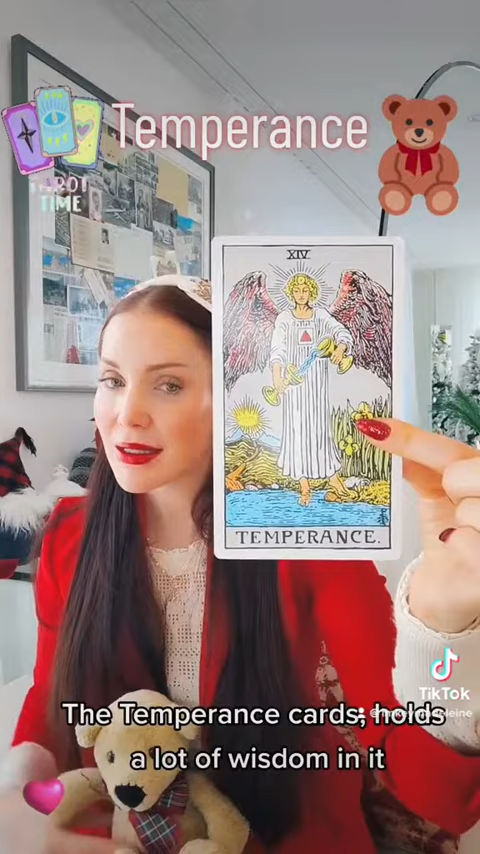 Temperance
TAROT
TIME
XIV
TEMPERANCE.
TikTok
The Temperance cards; holds
a lot of wisdom in it